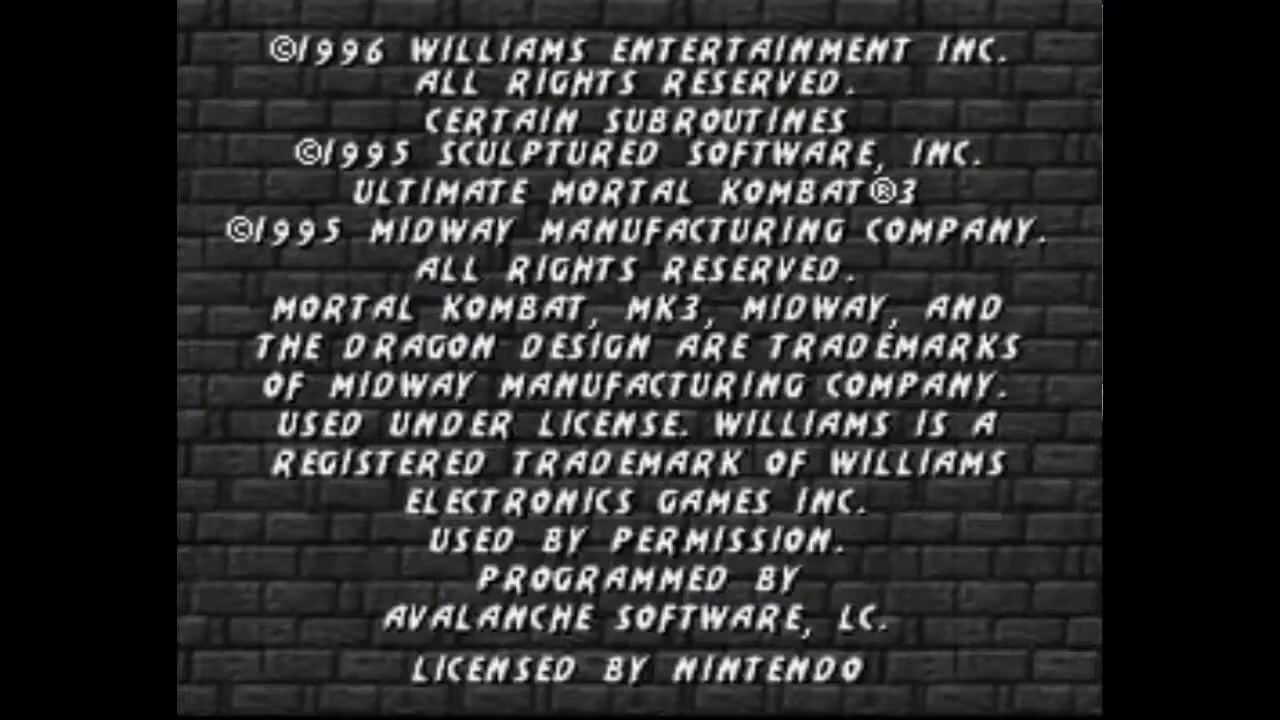 ©1996 WILLIAMS ENTERTAINMENT INC.
ALL RIGHTS RESERVED.
CERTAIN SUBROUTINES
©1995 SCULPTURED SOFTWARE, INC.
ULTIMATE MORTAL KOMBAT®3
©1995 MIDWAY MANUFACTURING COMPANY.
ALL RIGHTS RESERVED.
MORTAL KOMBAT, MK3, MIDWAY, AND
THE DRAGON DESIGN ARE TRADEMARKS
OF MIDWAY MANUFACTURING COMPANY.
USED UNDER LICENSE. WILLIAMS IS A
REGISTERED TRADEMARK OF WILLIAMS
ELECTRONICS GAMES INC.
USED BY PERMISSION.
PROGRAMMED BY
AVALANCHE SOFTWARE, LC.
LICENSED BY NINTENDO